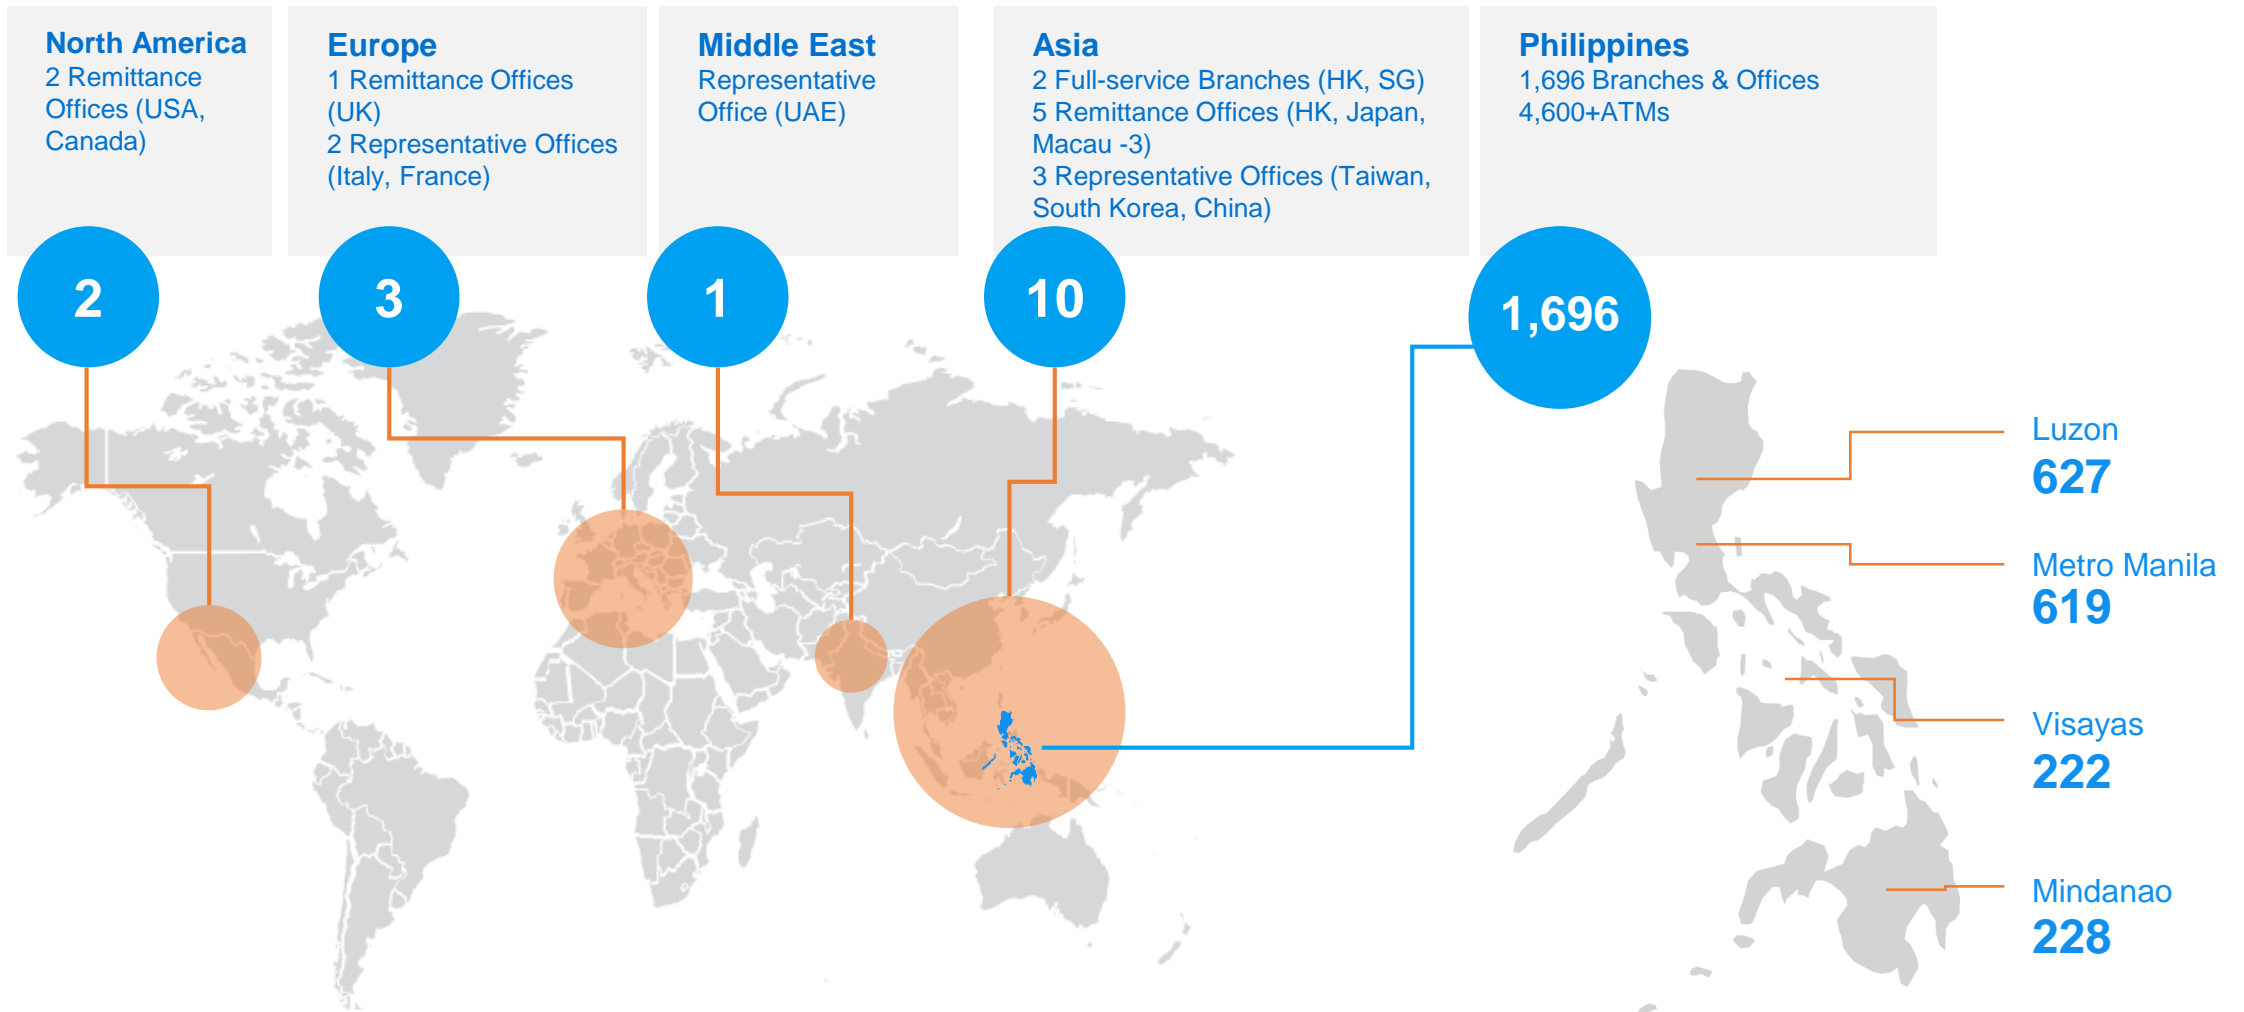 North America
2 Remittance
Offices (USA,
Canada)
2
Europe
1 Remittance Offices
(UK)
2 Representative Offices
(Italy, France)
3
Middle East
Representative
Office (UAE)
1
Asia
2 Full-service Branches (HK, SG)
5 Remittance Offices (HK, Japan,
Macau -3)
3 Representative Offices (Taiwan,
South Korea, China)
10
Philippines
1,696 Branches & Offices
4,600+ATMs
1,696
Luzon
627
Metro Manila
619
Visayas
222
Mindanao
228